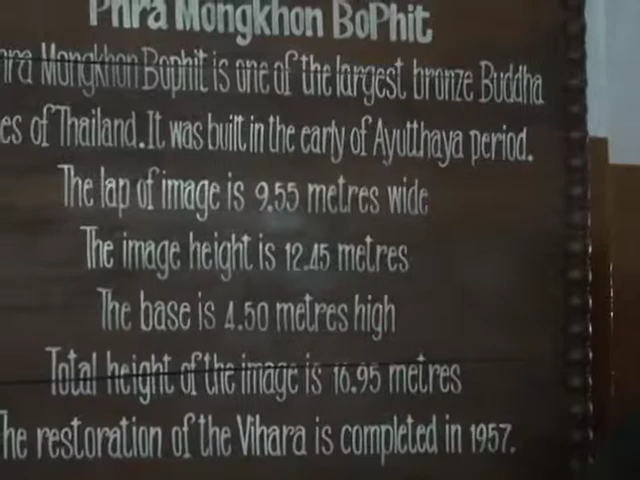 Phra Mongkhon BoPhit
hra Mongkhon Bophit is one of the largest bronze Buddha
es of Thailand. It was built in the early of Ayutthaya period.
The lap of image is 9.55 metres wide
The image height is 12.45 metres
The base is 4.50 metres high
Total height of the image is 16.95 metres
he restoration of the Vihara is completed in 1957.